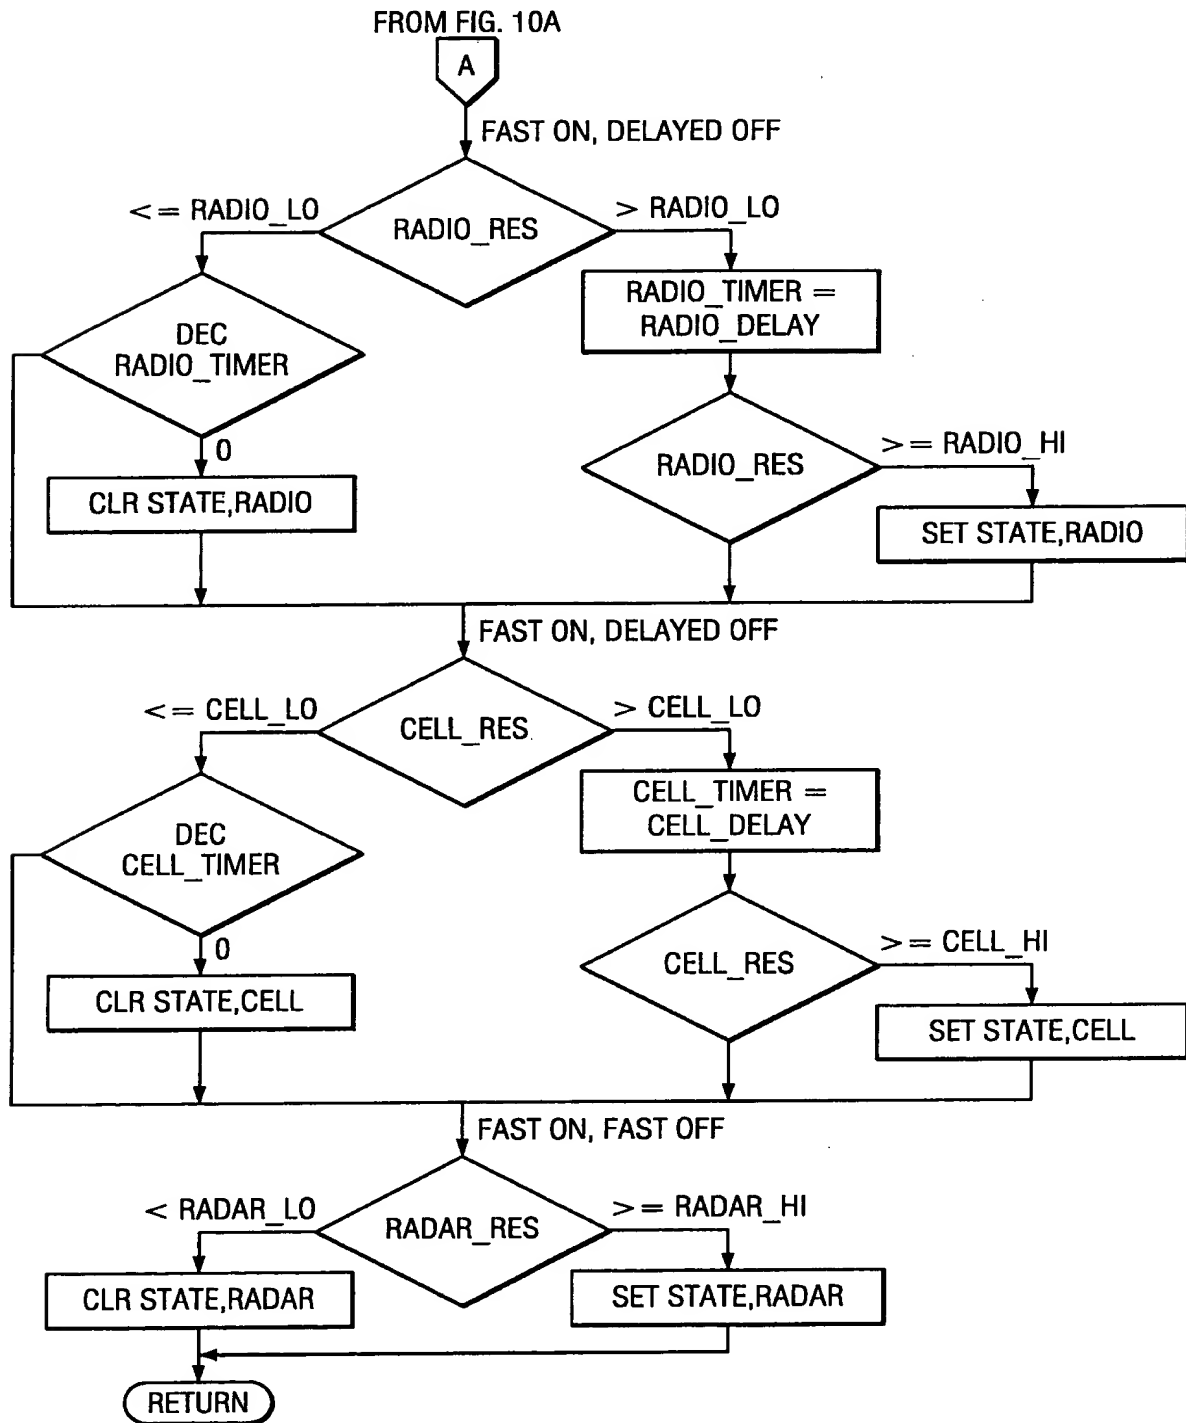 FROM FIG. 10A
A
FAST ON, DELAYED OFF
<= RADIO_LO
RADIO_RES
> RADIO_LO
RADIO_TIMER =
RADIO_DELAY
DEC
RADIO_TIMER
0
CLR STATE,RADIO
RADIO_RES
>= RADIO_HI
SET STATE,RADIO
FAST ON, DELAYED OFF
<= CELL_LO
CELL_RES
> CELL_LO
CELL_TIMER =
CELL_DELAY
DEC
CELL_TIMER
0
CLR STATE,CELL
CELL_RES
>= CELL_HI
SET STATE,CELL
FAST ON, FAST OFF
< RADAR_LO
RADAR_RES
>= RADAR_HI
CLR STATE,RADAR
SET STATE,RADAR
RETURN